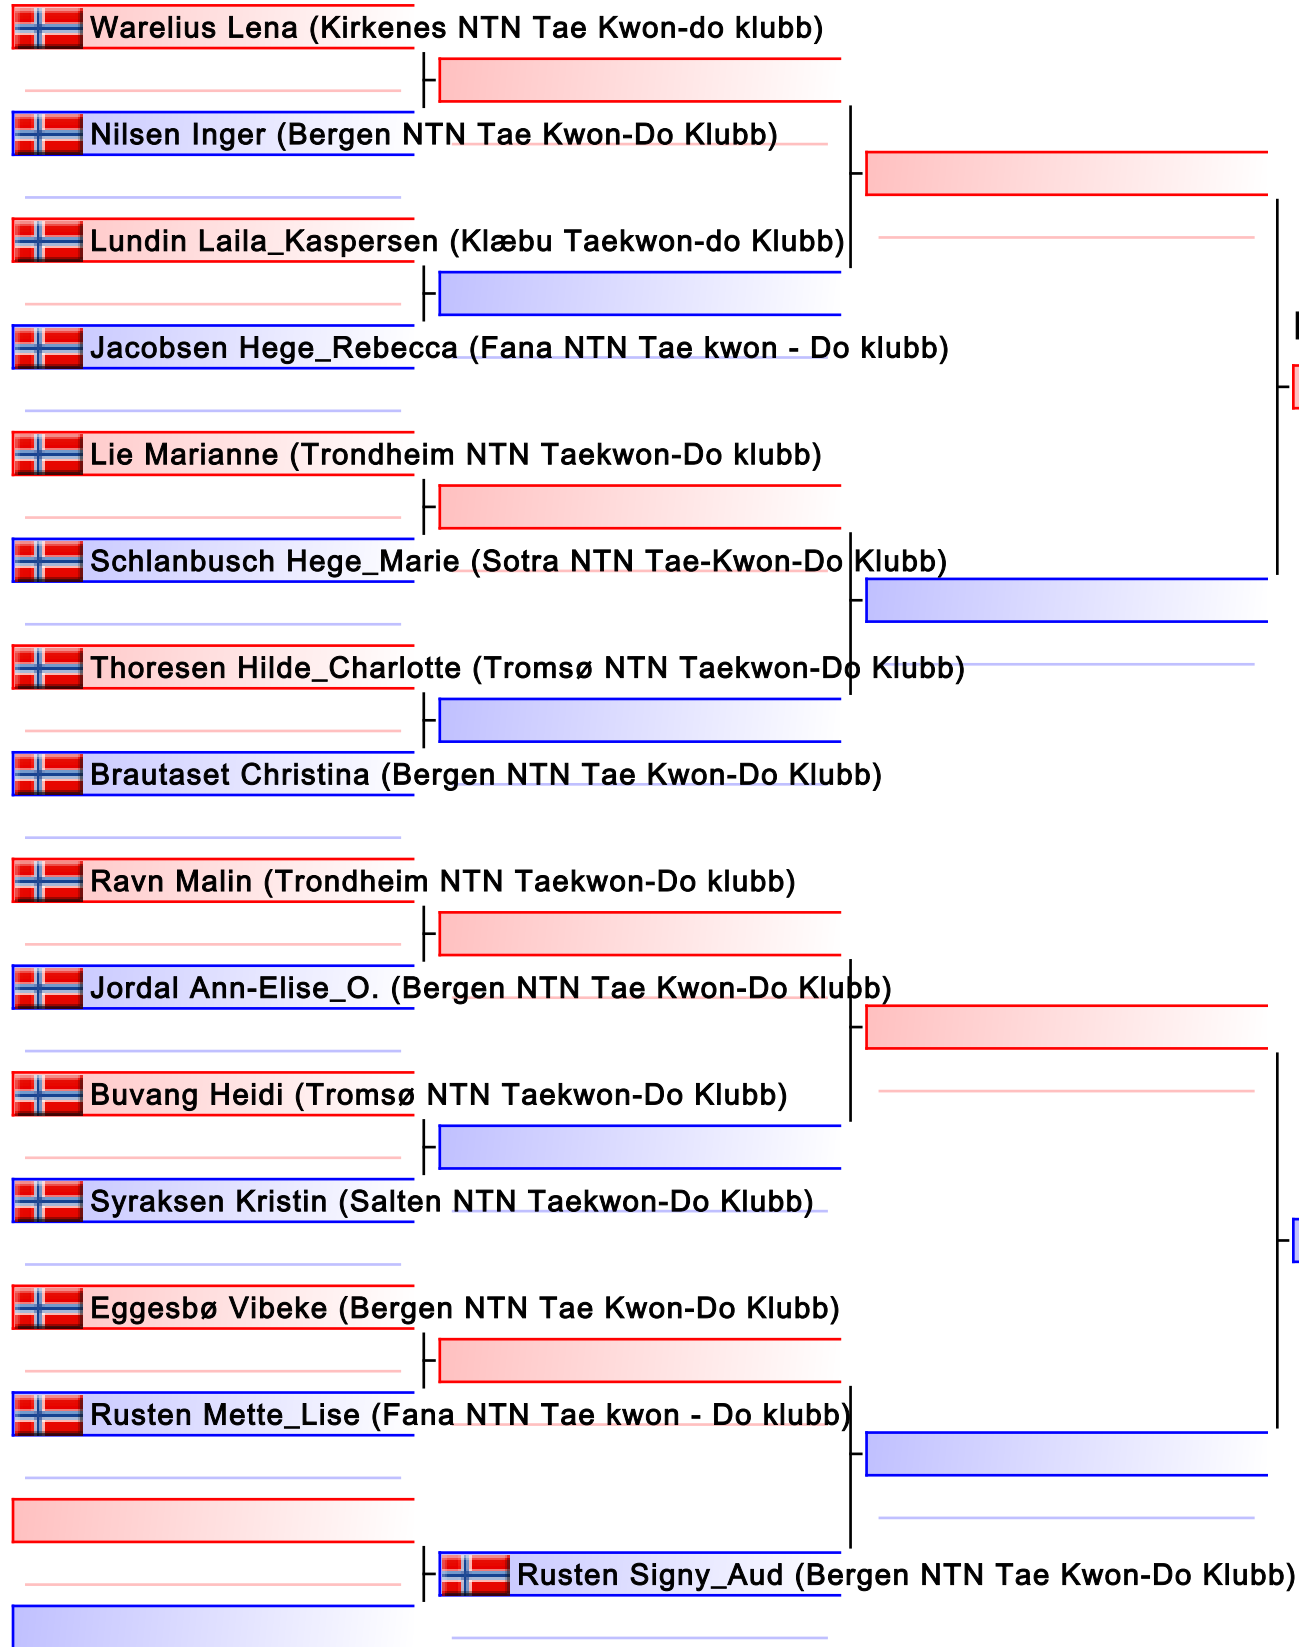 Warelius Lena (Kirkenes NTN Tae Kwon-do klubb)
Nilsen Inger (Bergen NTN Tae Kwon-Do Klubb)
Lundin Laila_Kaspersen (Klæbu Taekwon-do Klubb)
Jacobsen Hege_Rebecca (Fana NTN Tae kwon - Do klubb)
Lie Marianne (Trondheim NTN Taekwon-Do klubb)
Schlanbusch Hege_Marie (Sotra NTN Tae-Kwon-Do Klubb)
Thoresen Hilde_Charlotte (Tromsø NTN Taekwon-Do Klubb)
Brautaset Christina (Bergen NTN Tae Kwon-Do Klubb)
Ravn Malin (Trondheim NTN Taekwon-Do klubb)
Jordal Ann-Elise_O. (Bergen NTN Tae Kwon-Do Klubb)
Buvang Heidi (Tromsø NTN Taekwon-Do Klubb)
Syraksen Kristin (Salten NTN Taekwon-Do Klubb)
Eggesbø Vibeke (Bergen NTN Tae Kwon-Do Klubb)
Rusten Mette_Lise (Fana NTN Tae kwon - Do klubb)
Rusten Signy_Aud (Bergen NTN Tae Kwon-Do Klubb)